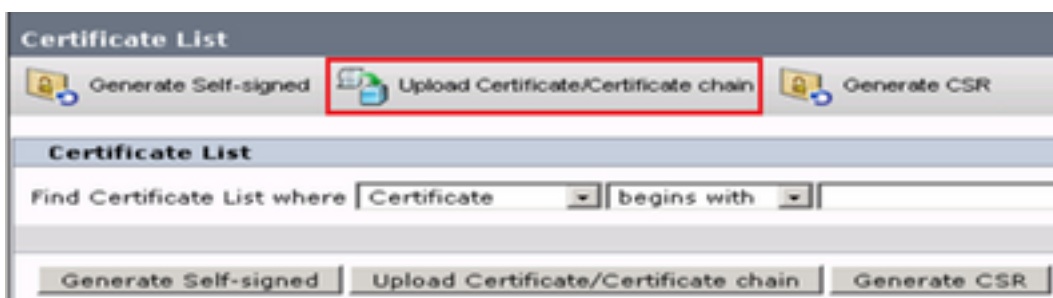 Certificate List
Generate Self-signed Upload Certificate/Certificate chain Generate CSR
Certificate List
Find Certificate List where Certificate begins with
Generate Self-signed Upload Certificate/Certificate chain Generate CSR